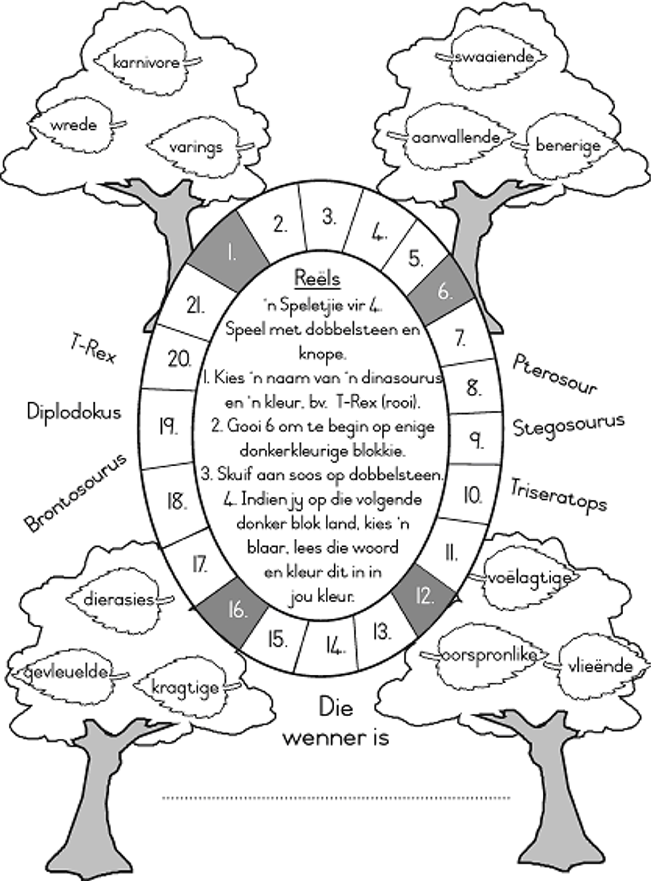 karnivore
wrede
varings
swaaiende
aanvallende
benerige
1.
2.
3.
4.
5.
6.
7.
8.
9.
10.
11.
12.
13.
14.
15.
16.
17.
18.
19.
20.
21.
Reëls
'n Speletjie vir 4.
Speel met dobbelsteen en
knope.
1. Kies 'n naam van 'n dinasourus
en 'n kleur, bv. T-Rex (rooi).
2. Gooi 6 om te begin op enige
donkerkleurige blokkie.
3. Skuif aan soos op dobbelsteen.
4. Indien jy op die volgende
donker blok land, kies 'n
blaar, lees die woord
en kleur dit in in
jou kleur.
T-Rex
Diplodokus
Brontosourus
Pterosour
Stegosourus
Triseratops
dierasies
gevleuelde
kragtige
voëlagtige
oorspronlike
vlieënde
Die
wenner is